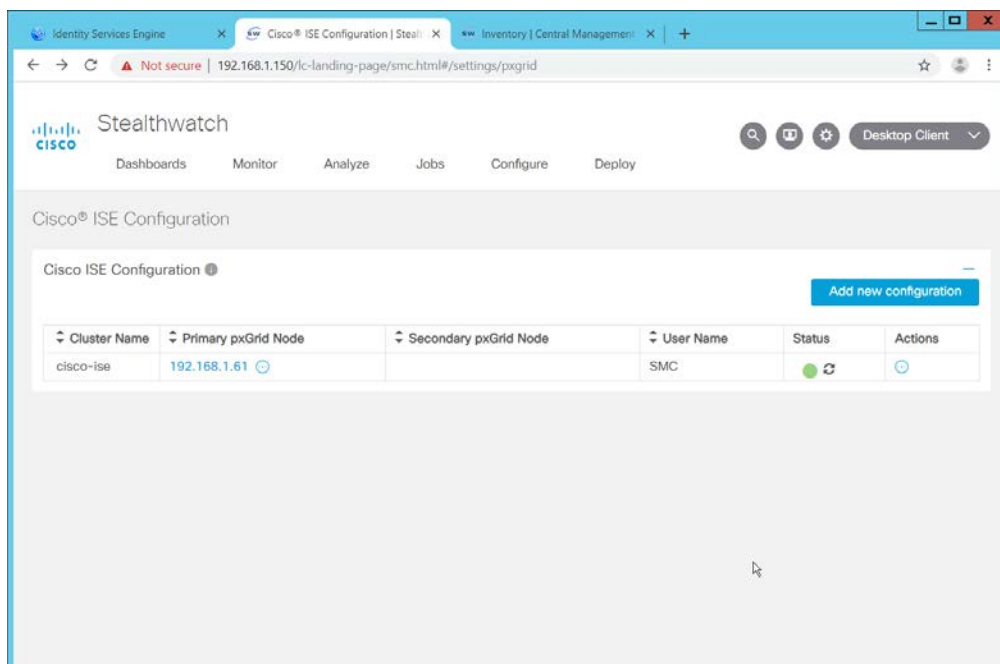 Identity Services Engine
Cisco® ISE Configuration | Stealt
Inventory | Central Management
Not secure | 192.168.1.150/lc-landing-page/smc.html#/settings/pxgrid
CISCO
Stealthwatch
Desktop Client
Dashboards Monitor Analyze Jobs Configure Deploy
Cisco® ISE Configuration
Cisco ISE Configuration
Add new configuration
Cluster Name Primary pxGrid Node Secondary pxGrid Node User Name Status Actions
cisco-ise 192.168.1.61 SMC